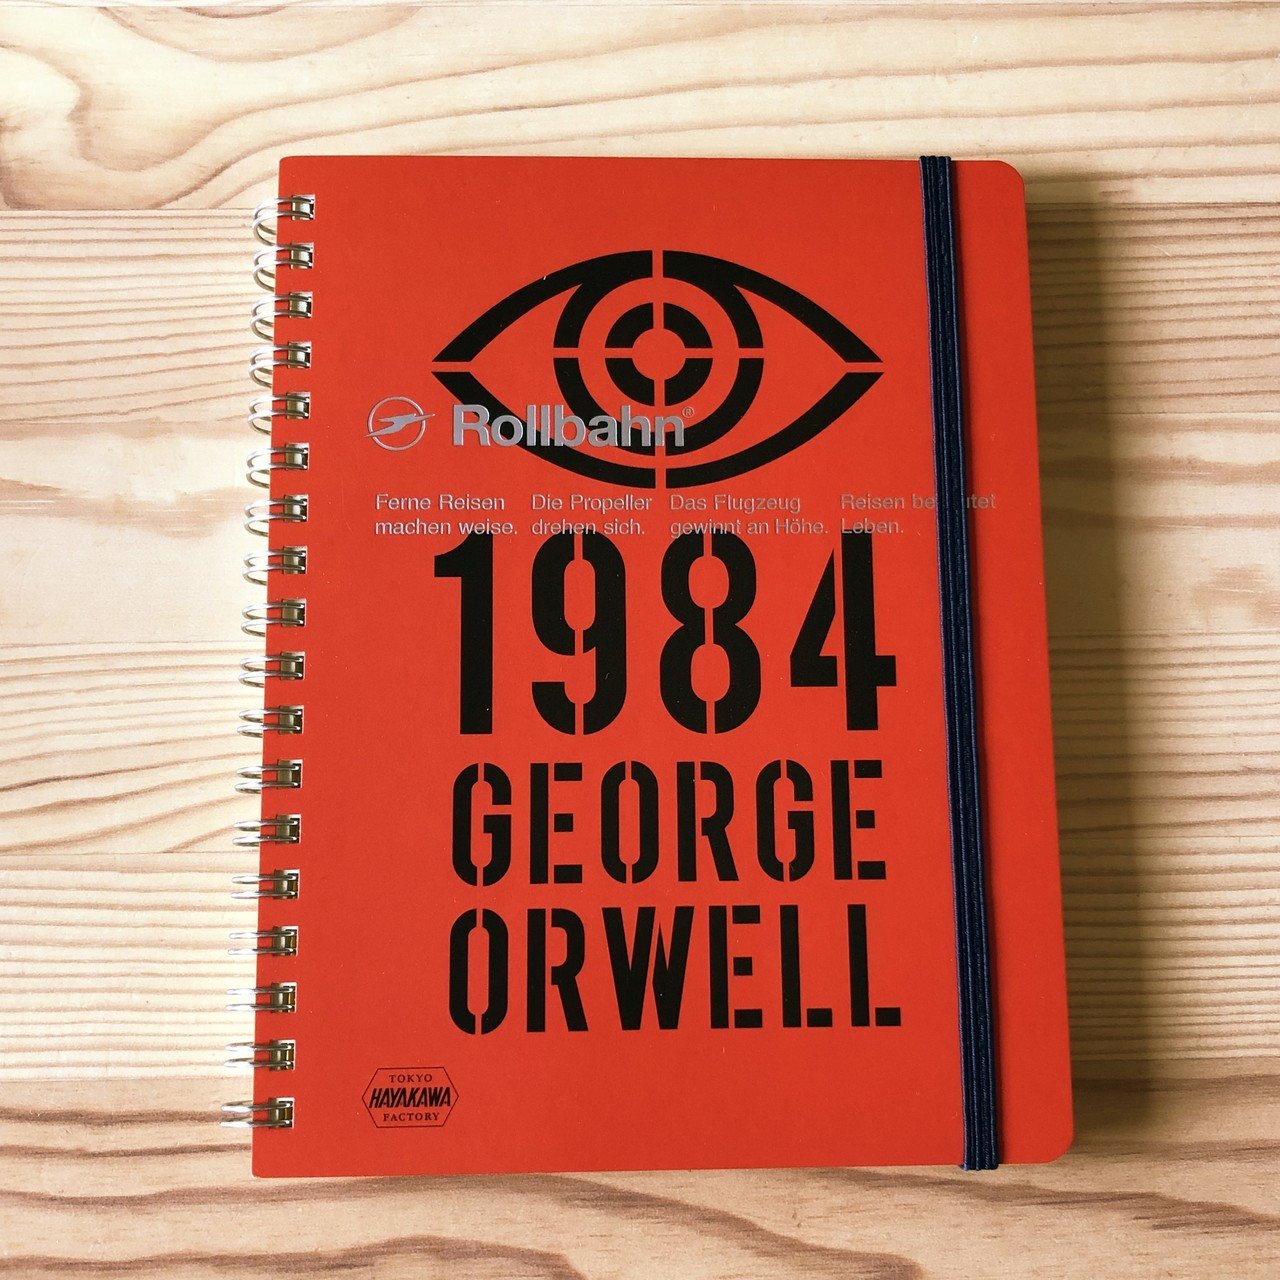 Rollbahn®
Ferne Reisen Die Propeller Das Flugzeug Reisen
machen weise. drehen sich. gewinnt an Höhe. Leben.
1984
GEORGE
ORWELL
TOKYO
HAYAKAWA
FACTORY